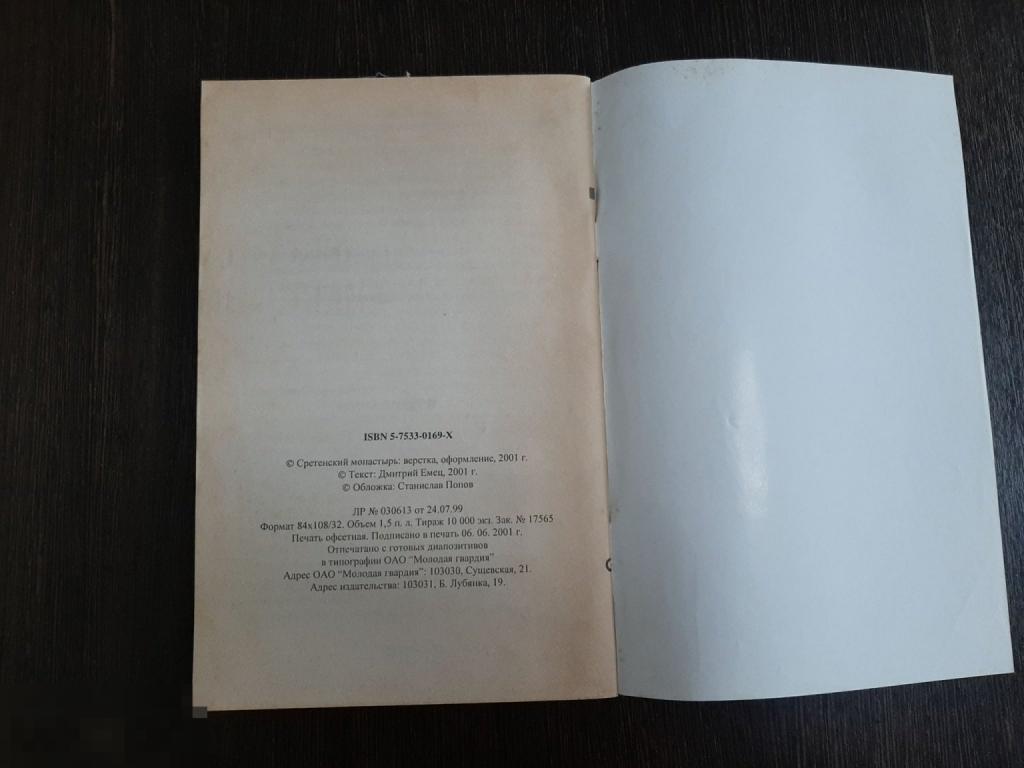 ISBN 5-7533-0169-X
© Сретенский монастырь: верстка, оформление, 2001 г.
© Текст: Дмитрий Емец, 2001 г.
© Обложка: Станислав Попов
ЛР № 030613 от 24.07.99
Формат 84х108/32. Объем 1,5 п. л. Тираж 10 000 экз. Зак. № 17565
Печать офсетная. Подписано в печать 06. 06. 2001 г.
Отпечатано с готовых диапозитивов
в типографии ОАО "Молодая гвардия"
Адрес ОАО "Молодая гвардия": 103030, Сущевская, 21.
Адрес издательства: 103031, Б. Лубянка, 19.